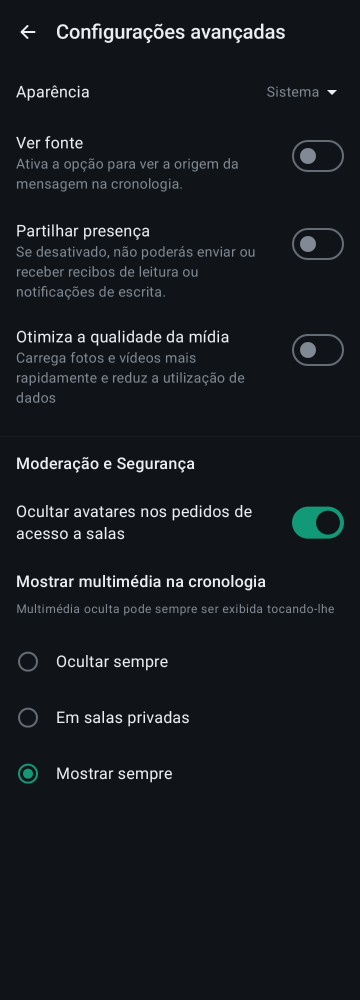 Configurações avançadas
Aparência
Sistema
Ver fonte
Ativa a opção para ver a origem da
mensagem na cronologia.
Partilhar presença
Se desativado, não poderás enviar ou
receber recibos de leitura ou
notificações de escrita.
Otimiza a qualidade da mídia
Carrega fotos e vídeos mais
rapidamente e reduz a utilização de
dados
Moderação e Segurança
Ocultar avatares nos pedidos de
acesso a salas
Mostrar multimédia na cronologia
Multimédia oculta pode sempre ser exibida tocando-lhe
Ocultar sempre
Em salas privadas
Mostrar sempre